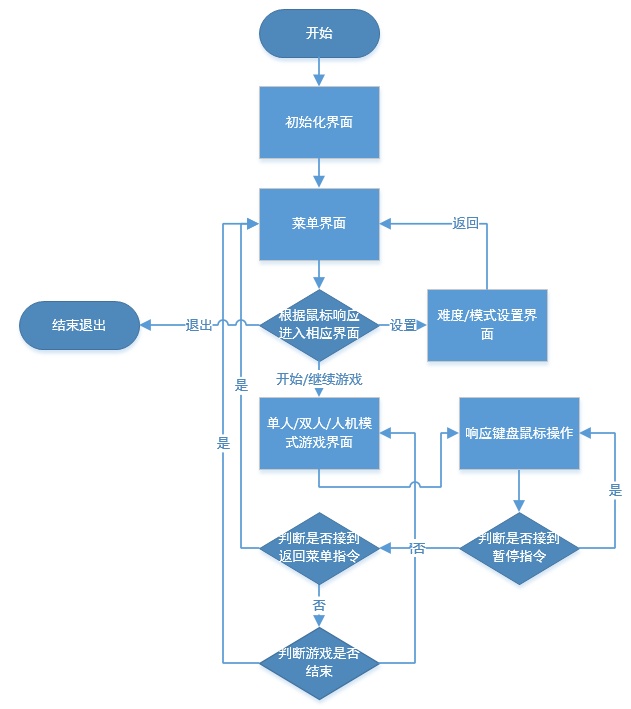 开始
初始化界面
菜单界面
返回
根据鼠标响应
进入相应界面
结束退出
退出
设置
难度/模式设置界
面
开始/继续游戏
是
是
单人/双人/人机模
式游戏界面
响应键盘鼠标操作
是
判断是否接到
返回菜单指令
否
判断是否接到
暂停指令
否
判断游戏是否
结束